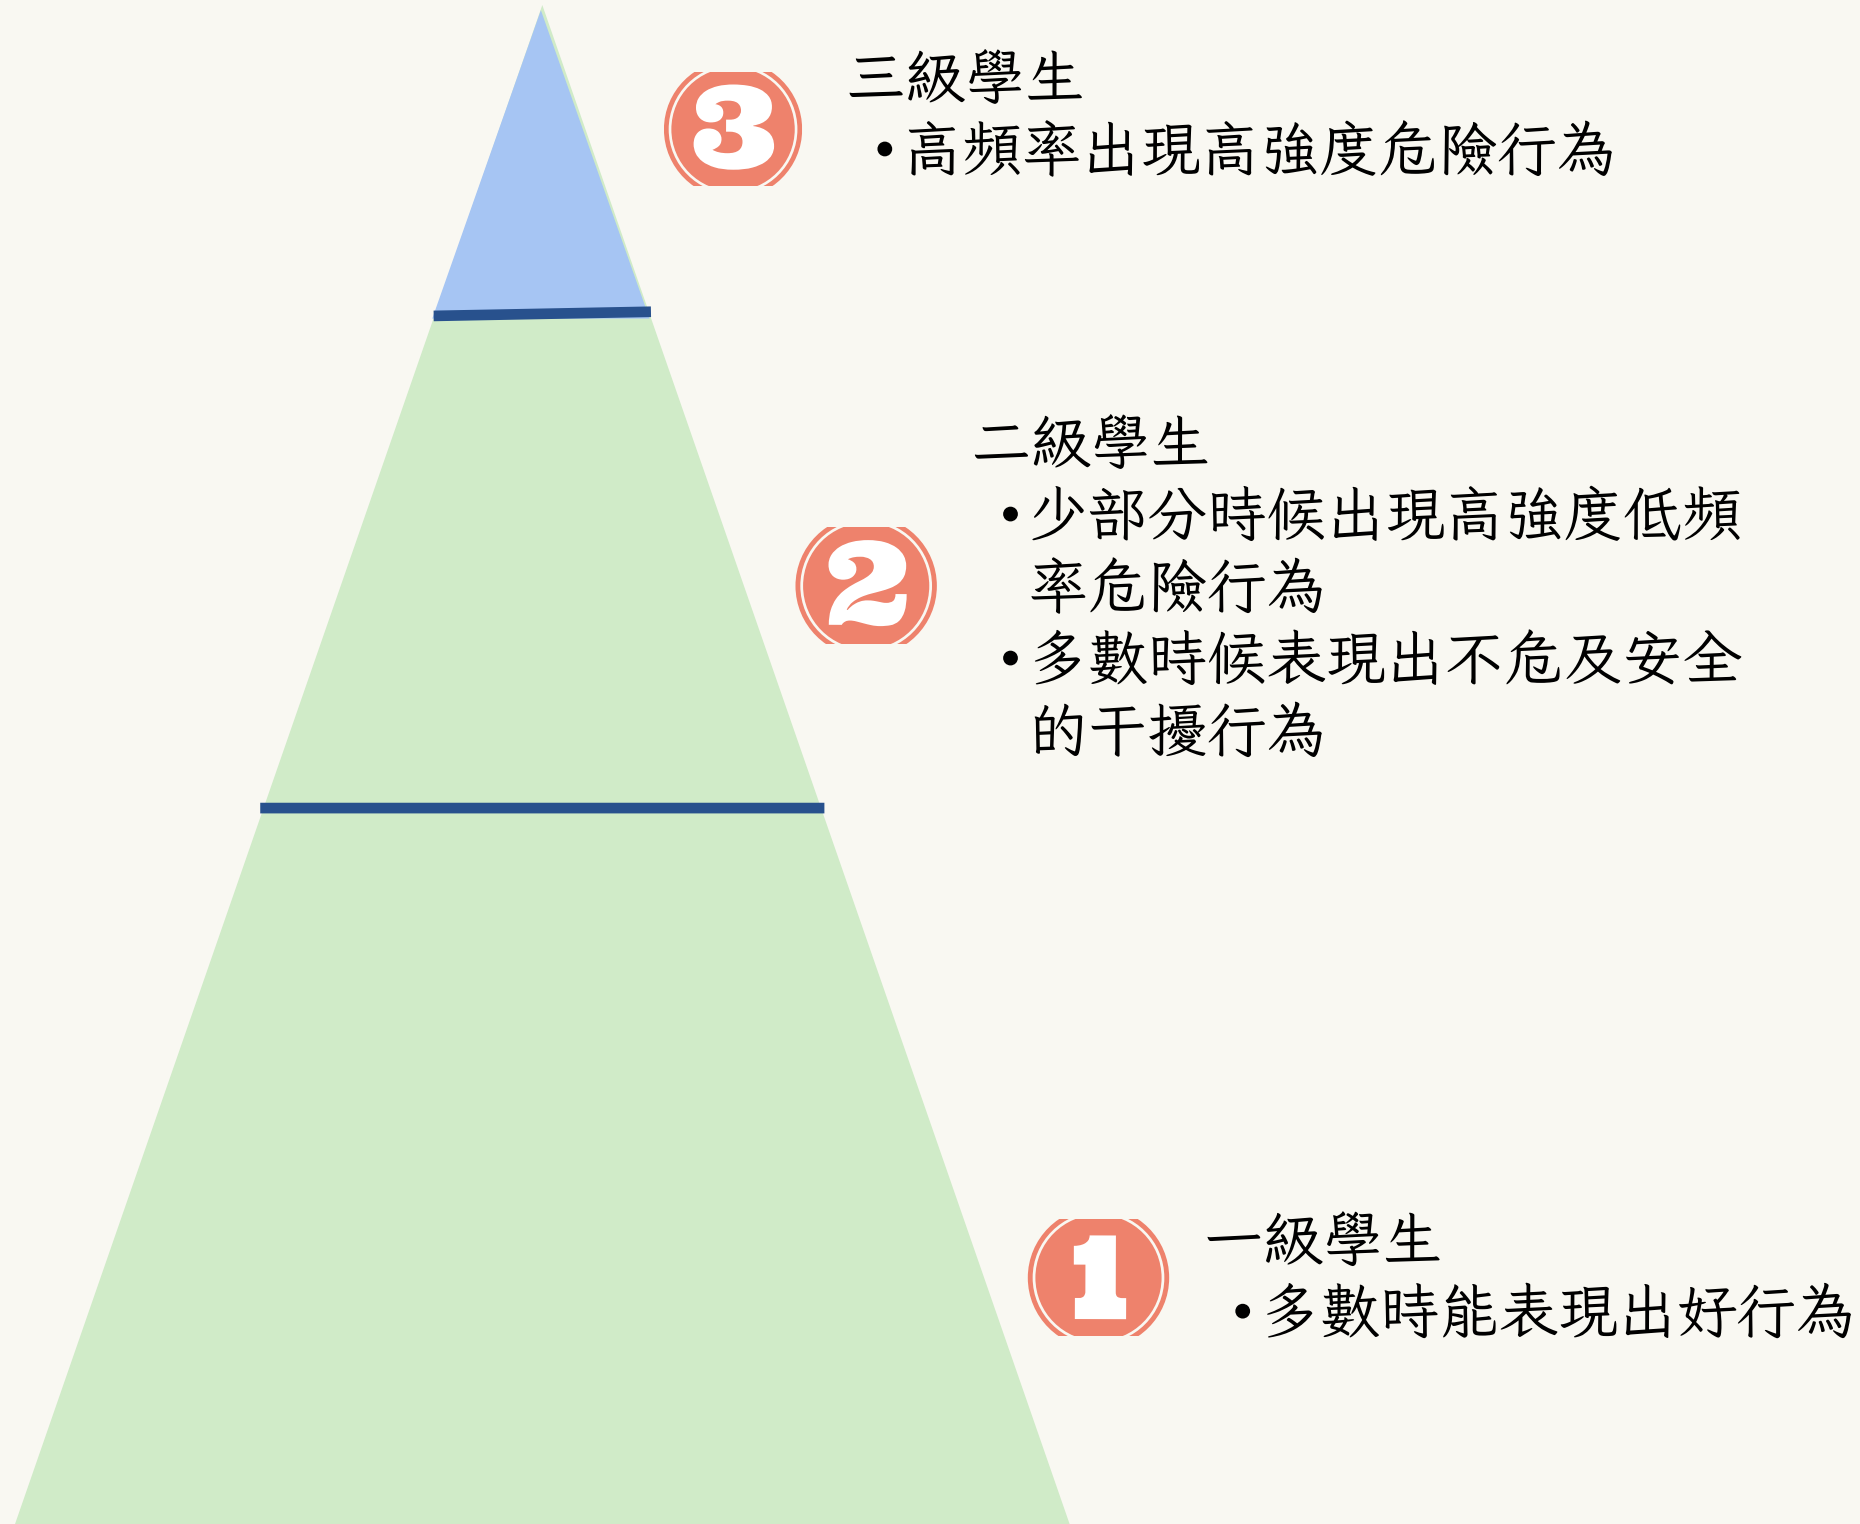 3
三級學生
•高頻率出現高強度危險行為
2
二級學生
•少部分時候出現高強度低頻
率危險行為
•多數時候表現出不危及安全
的干擾行為
1
一級學生
•多數時能表現出好行為